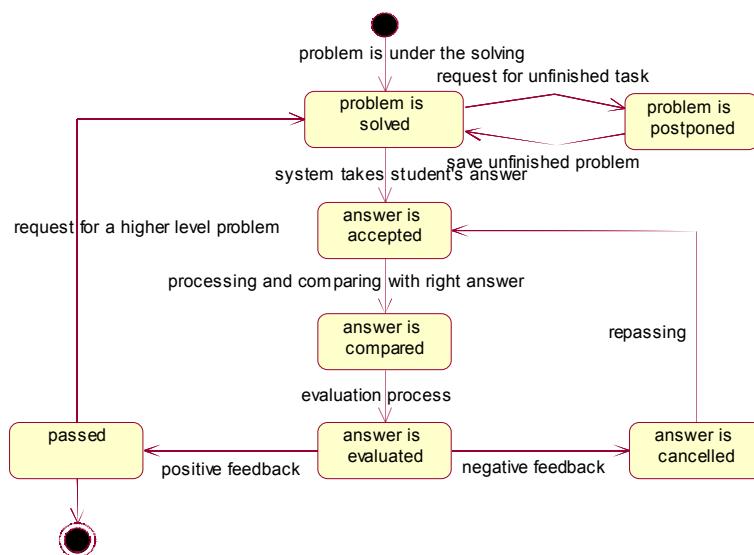 problem is under the solving
request for unfinished task
problem is
solved
problem is
postponed
save unfinished problem
system takes student's answer
answer is
accepted
request for a higher level problem
processing and comparing with right answer
answer is
compared
repassing
evaluation process
passed
answer is
evaluated
answer is
cancelled
positive feedback
negative feedback